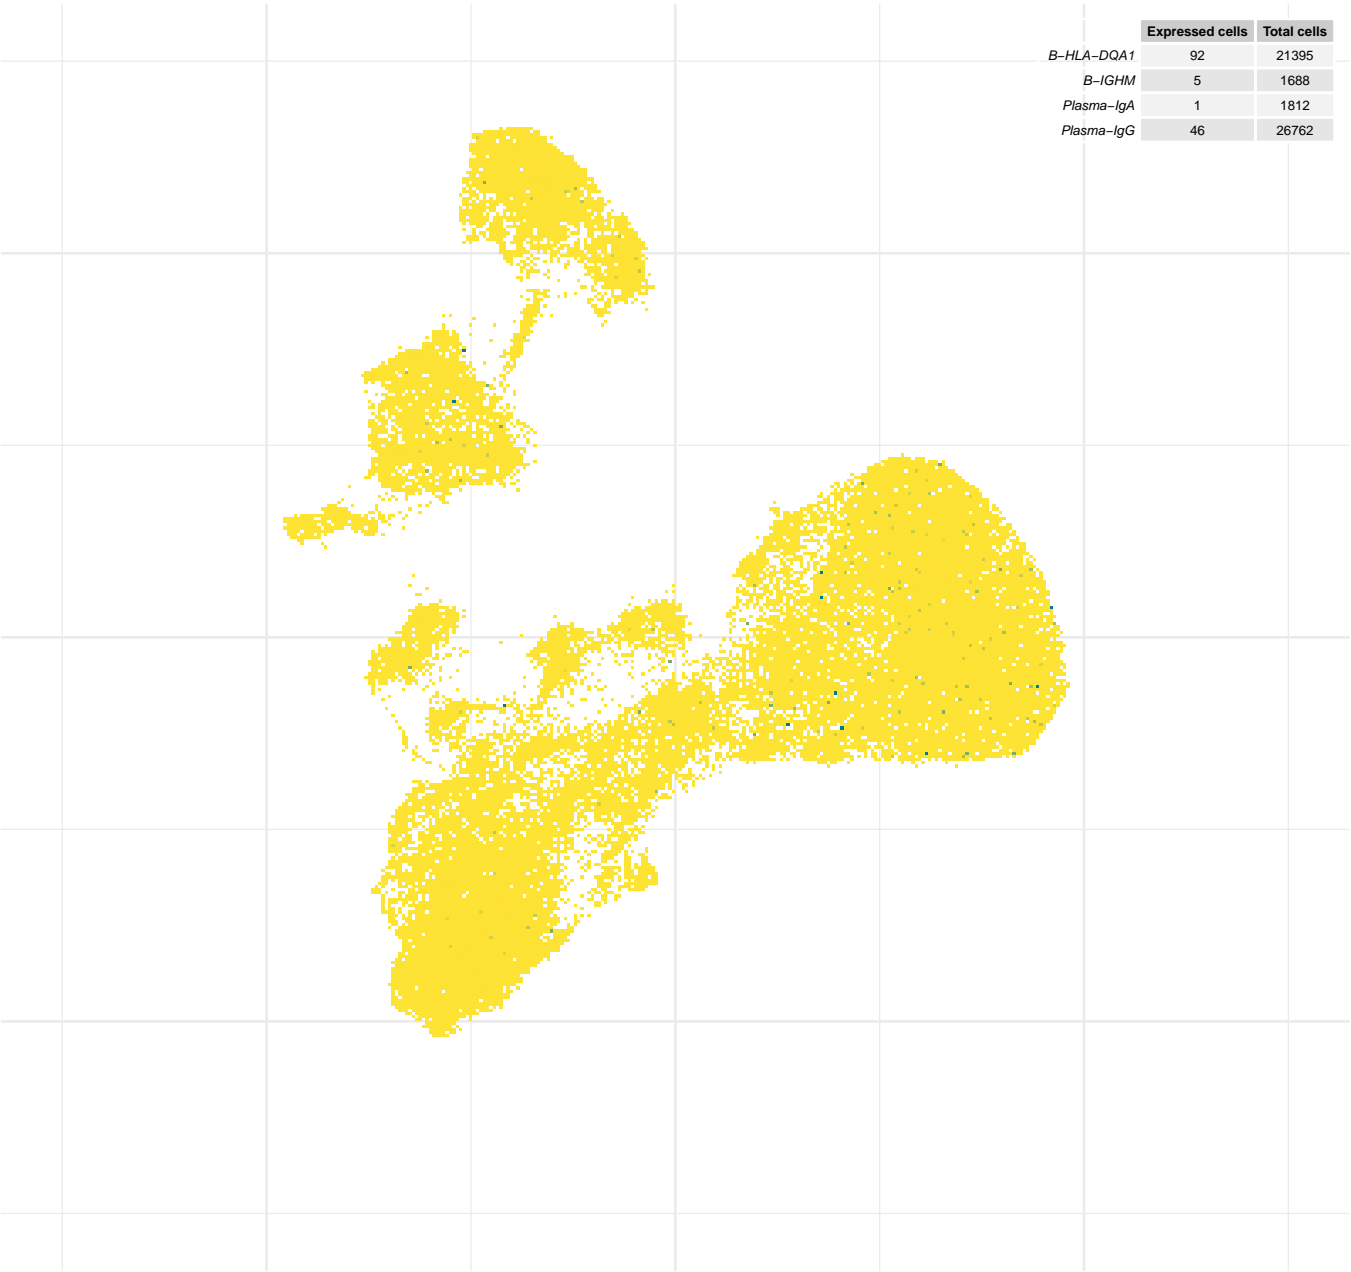 Expressed cells Total cells
B−HLA−DQA1 92 21395
B−IGHM 5 1688
Plasma−IgA 1 1812
Plasma−IgG 46 26762